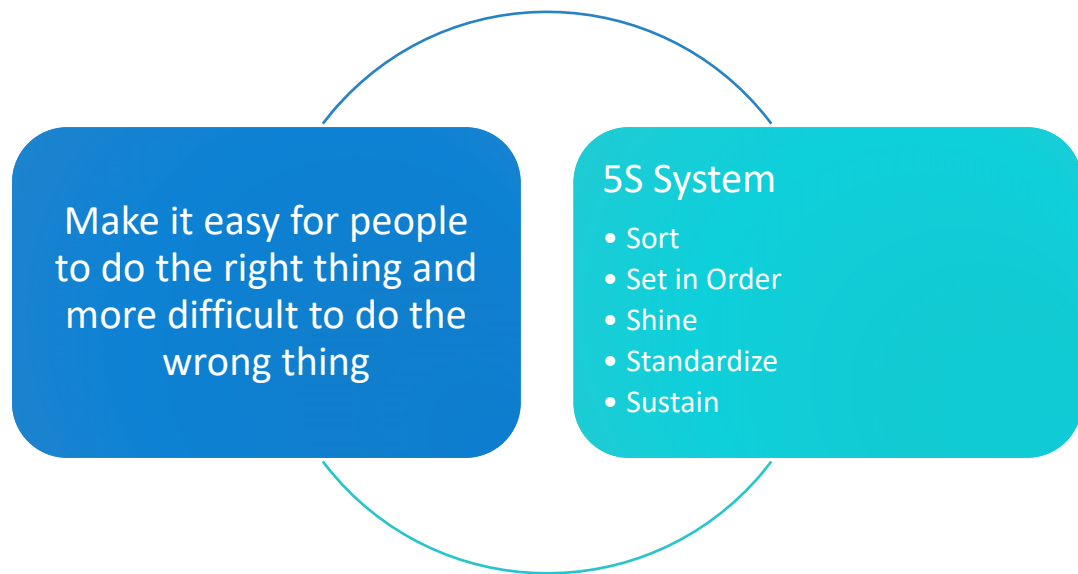 Make it easy for people
to do the right thing and
more difficult to do the
wrong thing
5S System
• Sort
• Set in Order
• Shine
• Standardize
• Sustain